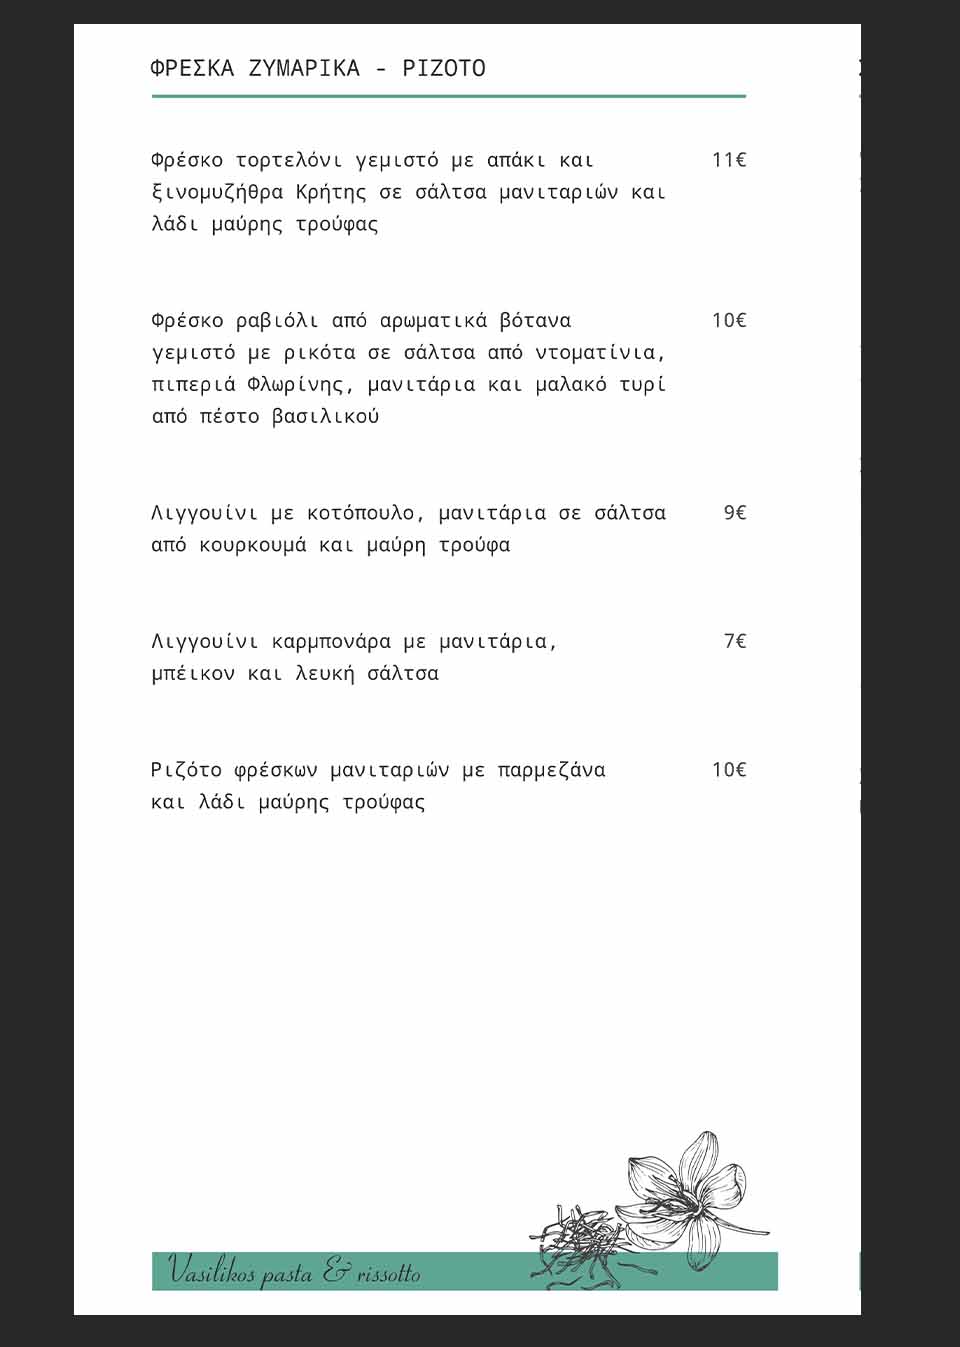 ΦΡΕΣΚΑ ΖΥΜΑΡΙΚΑ - ΡΙΖΟΤΟ
Φρέσκο τορτελόνι γεμιστό με απάκι και 11€
ξινομυζήθρα Κρήτης σε σάλτσα μανιταριών και
λάδι μαύρης τρούφας
Φρέσκο ραβιόλι από αρωματικά βότανα 10€
γεμιστό με ρικότα σε σάλτσα από ντοματίνια,
πιπεριά Φλωρίνης, μανιτάρια και μαλακό τυρί
από πέστο βασιλικού
Λιγγουίνι με κοτόπουλο, μανιτάρια σε σάλτσα 9€
από κουρκουμά και μαύρη τρούφα
Λιγγουίνι καρμπονάρα με μανιτάρια, 7€
μπέικον και λευκή σάλτσα
Ριζότο φρέσκων μανιταριών με παρμεζάνα 10€
και λάδι μαύρης τρούφας
Vasilikos pasta & rissotto